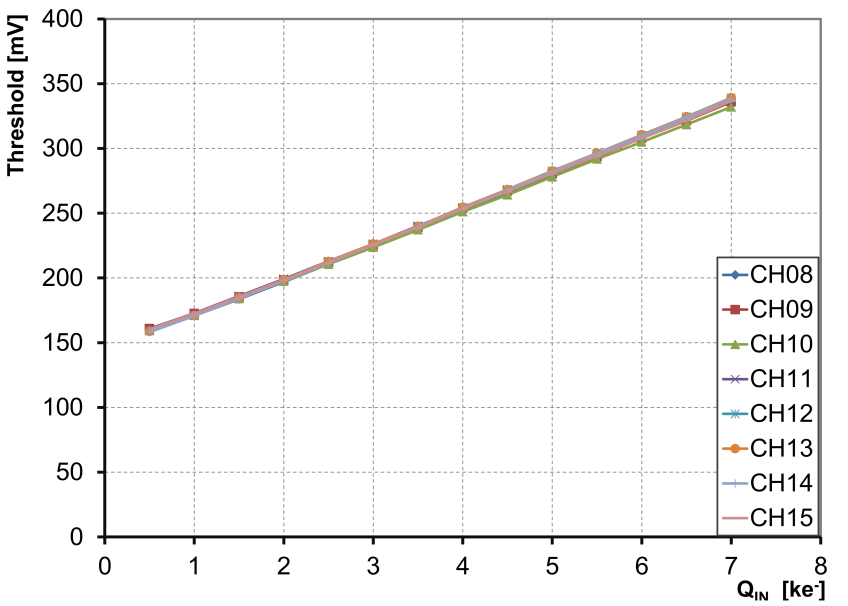 Threshold [mV]
400
350
300
250
200
150
100
50
0
CH08
CH09
CH10
CH11
CH12
CH13
CH14
CH15
0 1 2 3 4 5 6 7 8
Q_IN [ke⁻]